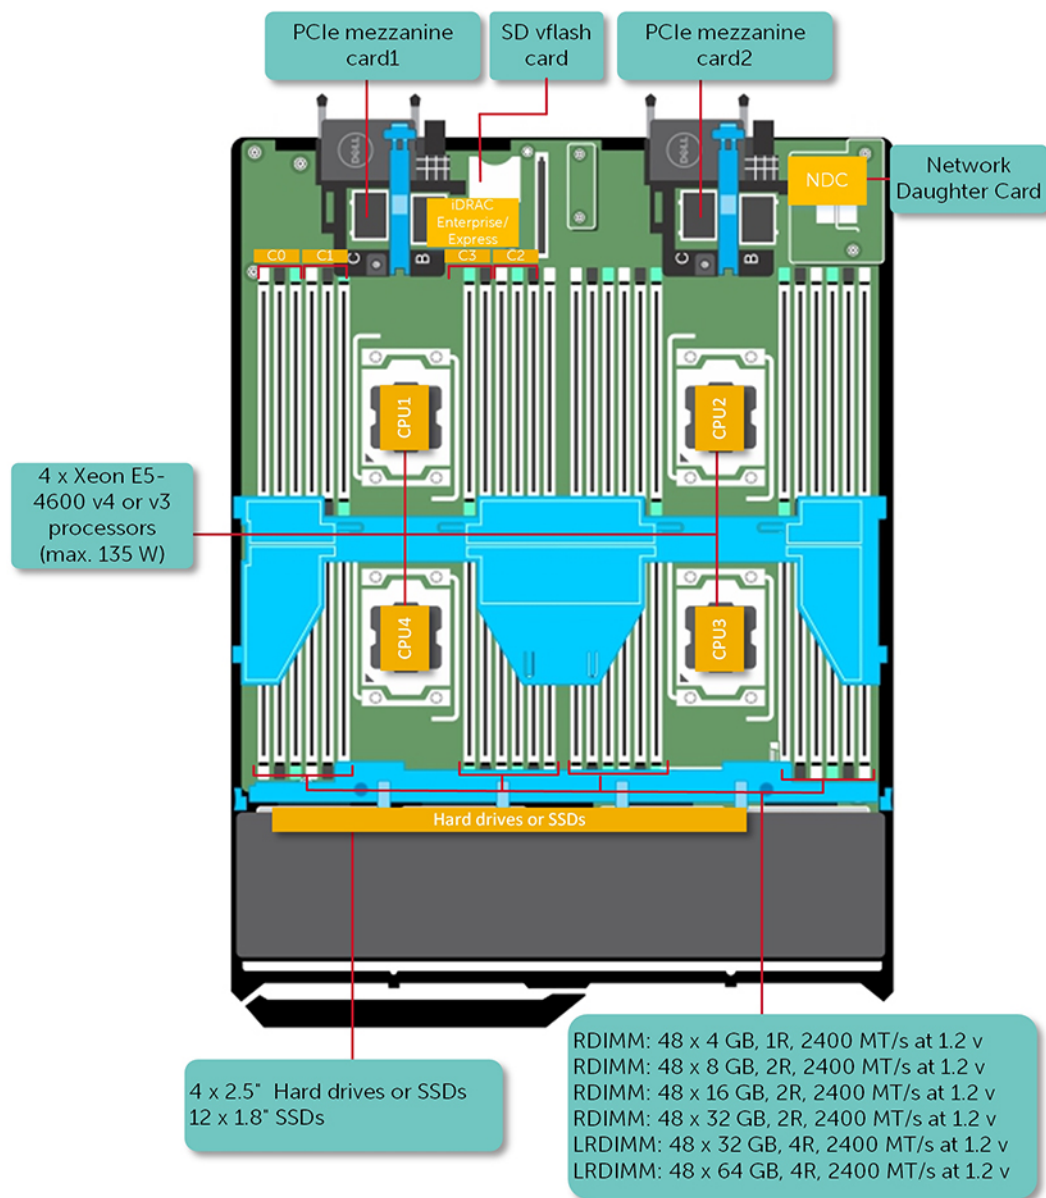 PCIe mezzanine
card1
SD vflash
card
PCIe mezzanine
card2
DELL
DELL
NDC
Network
Daughter Card
iDRAC
Enterprise/
Express
C0
C1
C
B
C3
C2
C
B
CPU1
CPU2
4 x Xeon E5-
4600 v4 or v3
processors
(max. 135 W)
CPU4
CPU3
Hard drives or SSDs
4 x 2.5" Hard drives or SSDs
12 x 1.8" SSDs
RDIMM: 48 x 4 GB, 1R, 2400 MT/s at 1.2 v
RDIMM: 48 x 8 GB, 2R, 2400 MT/s at 1.2 v
RDIMM: 48 x 16 GB, 2R, 2400 MT/s at 1.2 v
RDIMM: 48 x 32 GB, 2R, 2400 MT/s at 1.2 v
LRDIMM: 48 x 32 GB, 4R, 2400 MT/s at 1.2 v
LRDIMM: 48 x 64 GB, 4R, 2400 MT/s at 1.2 v